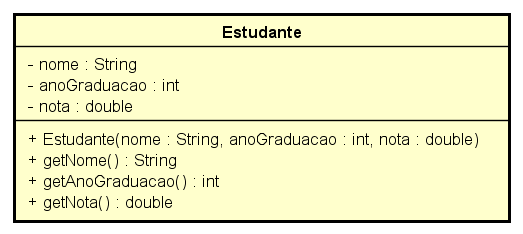 Estudante
- nome : String
- anoGraduacao : int
- nota : double
+ Estudante(nome : String, anoGraduacao : int, nota : double)
+ getNome() : String
+ getAnoGraduacao() : int
+ getNota() : double